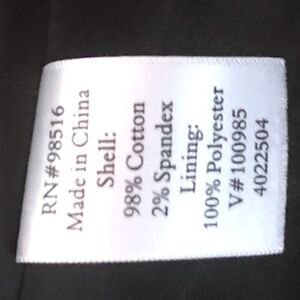 RN#98516
Made in China
Shell:
98% Cotton
2% Spandex
Lining:
100% Polyester
V#100985
4022504